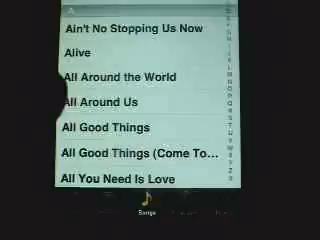 A
Ain't No Stopping Us Now
Alive
All Around the World
All Around Us
All Good Things
All Good Things (Come To...
All You Need Is Love
Songs